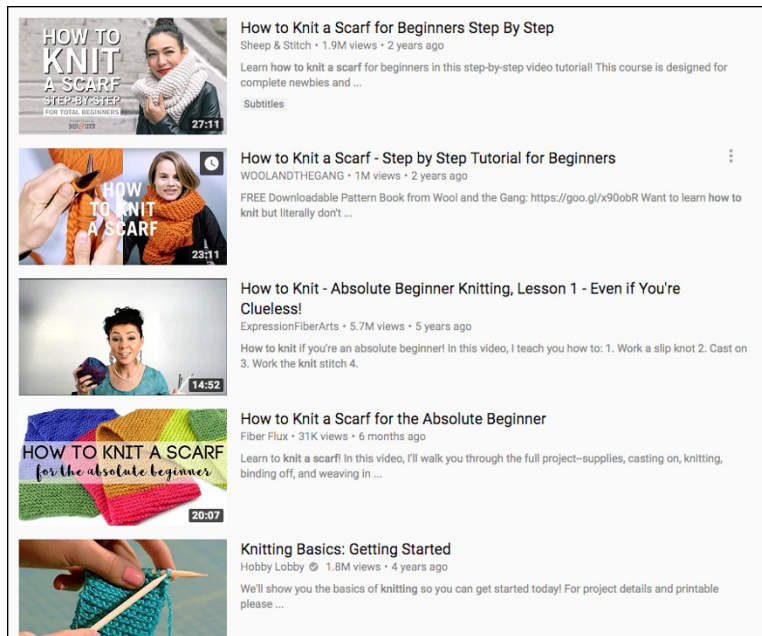 HOW TO
KNIT
A SCARF
STEP-BY-STEP
FOR TOTAL BEGINNERS
27:11
How to Knit a Scarf for Beginners Step By Step
Sheep & Stitch • 1.9M views • 2 years ago
Learn how to knit a scarf for beginners in this step-by-step video tutorial! This course is designed for
complete newbies and ...
Subtitles
HOW
TO KNIT
A SCARF
23:11
How to Knit a Scarf - Step by Step Tutorial for Beginners
WOOLANDTHEGANG • 1M views • 2 years ago
FREE Downloadable Pattern Book from Wool and the Gang: https://goo.gl/x90obR Want to learn how to
knit but literally don't ...
14:52
How to Knit - Absolute Beginner Knitting, Lesson 1 - Even if You're
Clueless!
ExpressionFiberArts • 5.7M views • 5 years ago
How to knit if you're an absolute beginner! In this video, I teach you how to: 1. Work a slip knot 2. Cast on
3. Work the knit stitch 4.
HOW TO KNIT A SCARF
for the absolute beginner
20:07
How to Knit a Scarf for the Absolute Beginner
Fiber Flux • 31K views • 6 months ago
Learn to knit a scarf! In this video, I'll walk you through the full project--supplies, casting on, knitting,
binding off, and weaving in ...
Knitting Basics: Getting Started
Hobby Lobby 1.8M views • 4 years ago
We'll show you the basics of knitting so you can get started today! For project details and printable
please ...